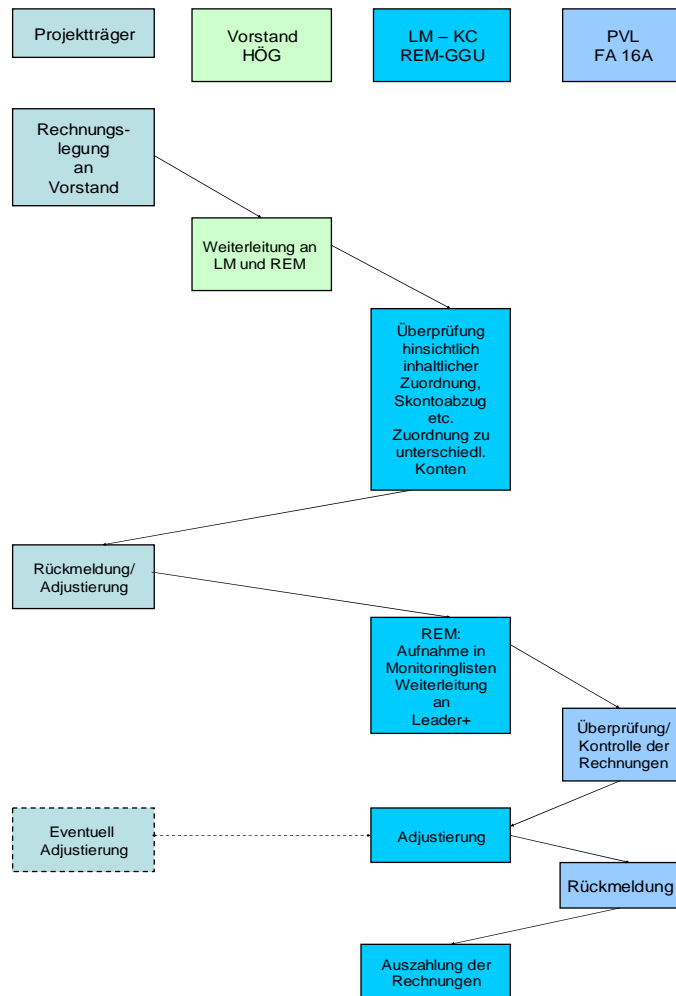 Projektträger
Vorstand
HÖG
LM – KC
REM-GGU
PVL
FA 16A
Rechnungs-
legung
an
Vorstand
Weiterleitung an
LM und REM
Überprüfung
hinsichtlich
inhaltlicher
Zuordnung,
Skontoabzug
etc.
Zuordnung zu
unterschiedl.
Konten
Rückmeldung/
Adjustierung
REM:
Aufnahme in
Monitoringlisten
Weiterleitung
an
Leader+
Überprüfung/
Kontrolle der
Rechnungen
Eventuell
Adjustierung
Adjustierung
Rückmeldung
Auszahlung der
Rechnungen